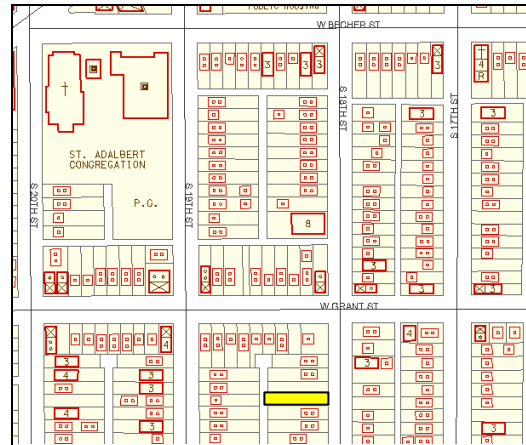 PUBLIC HOUSING
W BECHER ST
3
3
3
3
4
R
S 18TH ST
S 17TH ST
3
3
ST. ADALBERT
CONGREGATION
S 20TH ST
S 19TH ST
P.G.
8
3
3
3
W GRANT ST
4
4
3
3
4
3
3
4
3